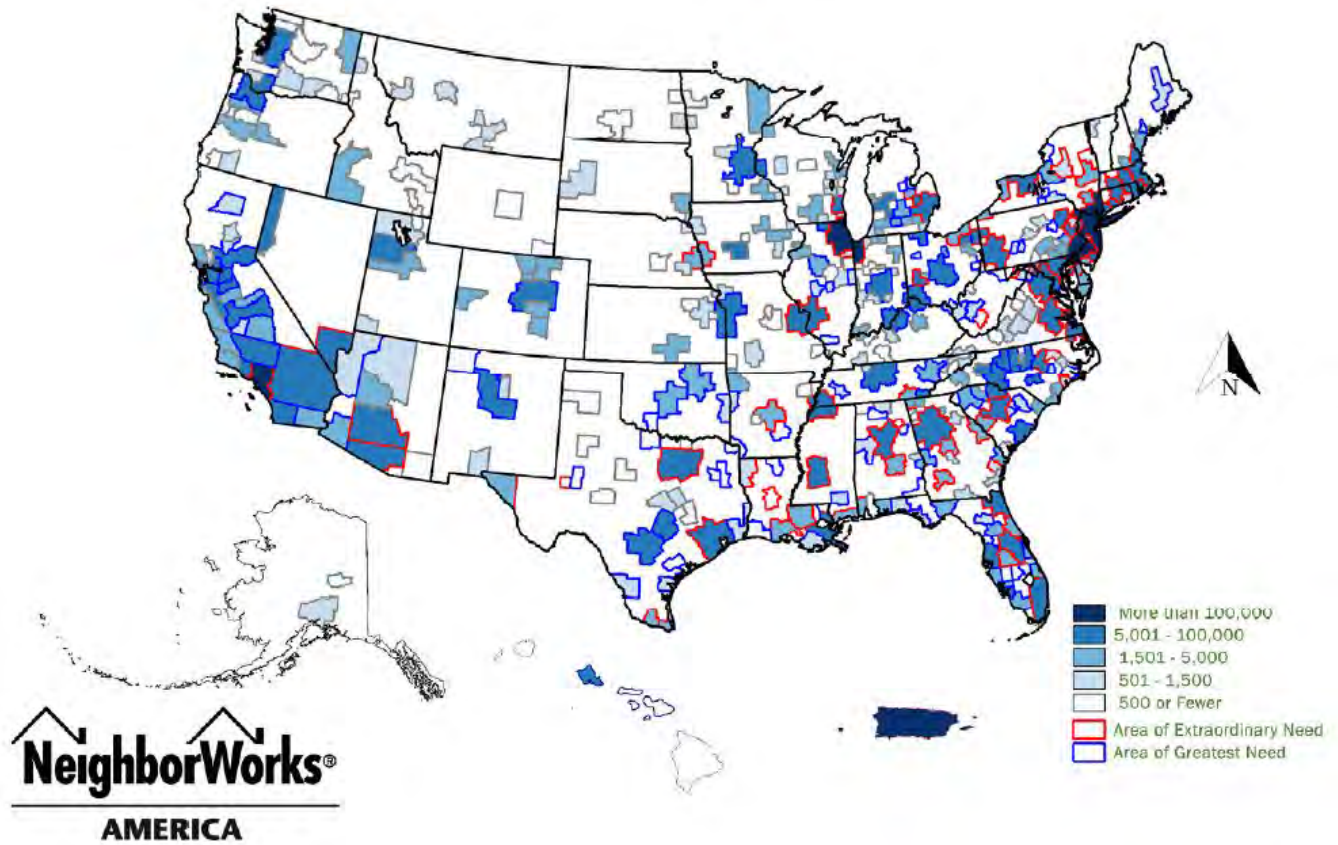 N
More than 100,000
5,001 - 100,000
1,501 - 5,000
501 - 1,500
500 or Fewer
Area of Extraordinary Need
Area of Greatest Need
NeighborWorks®
AMERICA